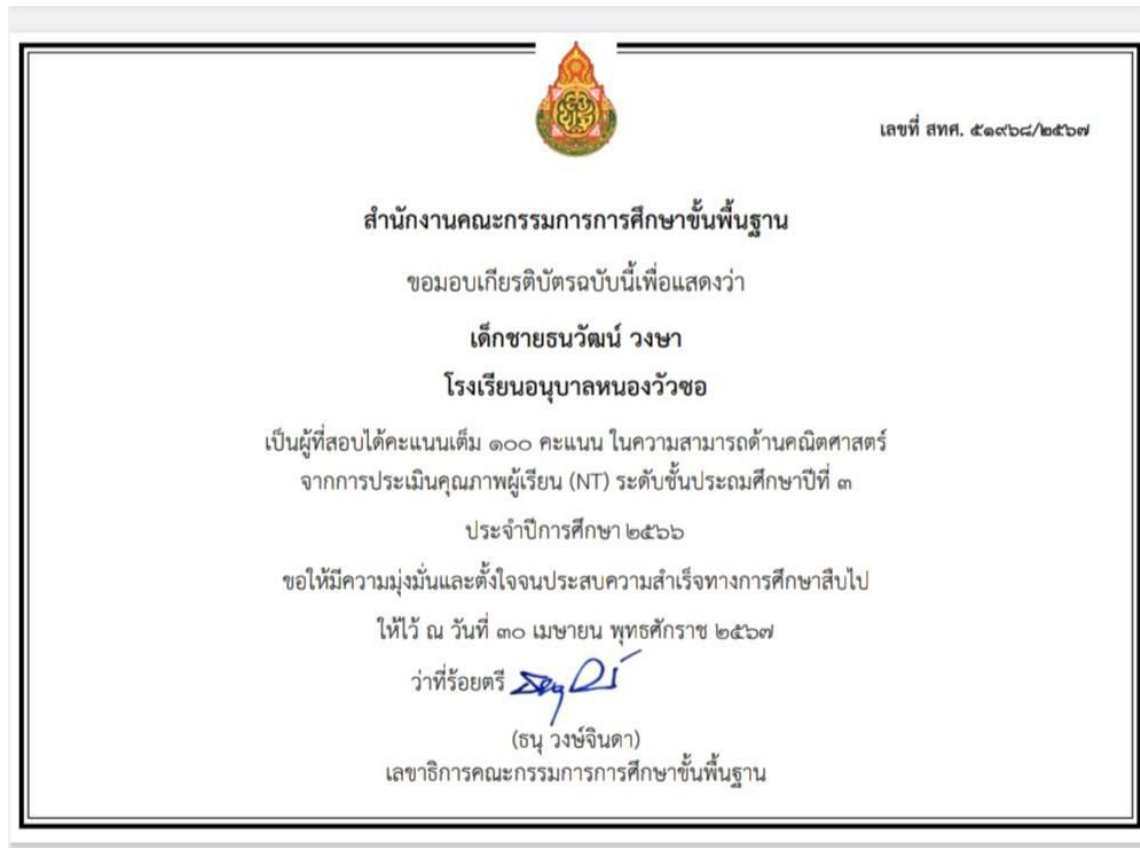 เลขที่ สทศ. ๕๑๙๖๘/๒๕๖๗
สำนักงานคณะกรรมการการศึกษาขั้นพื้นฐาน
ขอมอบเกียรติบัตรฉบับนี้เพื่อแสดงว่า
เด็กชายธนวัฒน์ วงษา
โรงเรียนอนุบาลหนองวัวซอ
เป็นผู้ที่สอบได้คะแนนเต็ม ๑๐๐ คะแนน ในความสามารถด้านคณิตศาสตร์
จากการประเมินคุณภาพผู้เรียน (NT) ระดับชั้นประถมศึกษาปีที่ ๓
ประจำปีการศึกษา ๒๕๖๖
ขอให้มีความมุ่งมั่นและตั้งใจจนประสบความสำเร็จทางการศึกษาสืบไป
ให้ไว้ ณ วันที่ ๓๐ เมษายน พุทธศักราช ๒๕๖๗
ว่าที่ร้อยตรี
(ธนุ วงษ์จินดา)
เลขาธิการคณะกรรมการการศึกษาขั้นพื้นฐาน